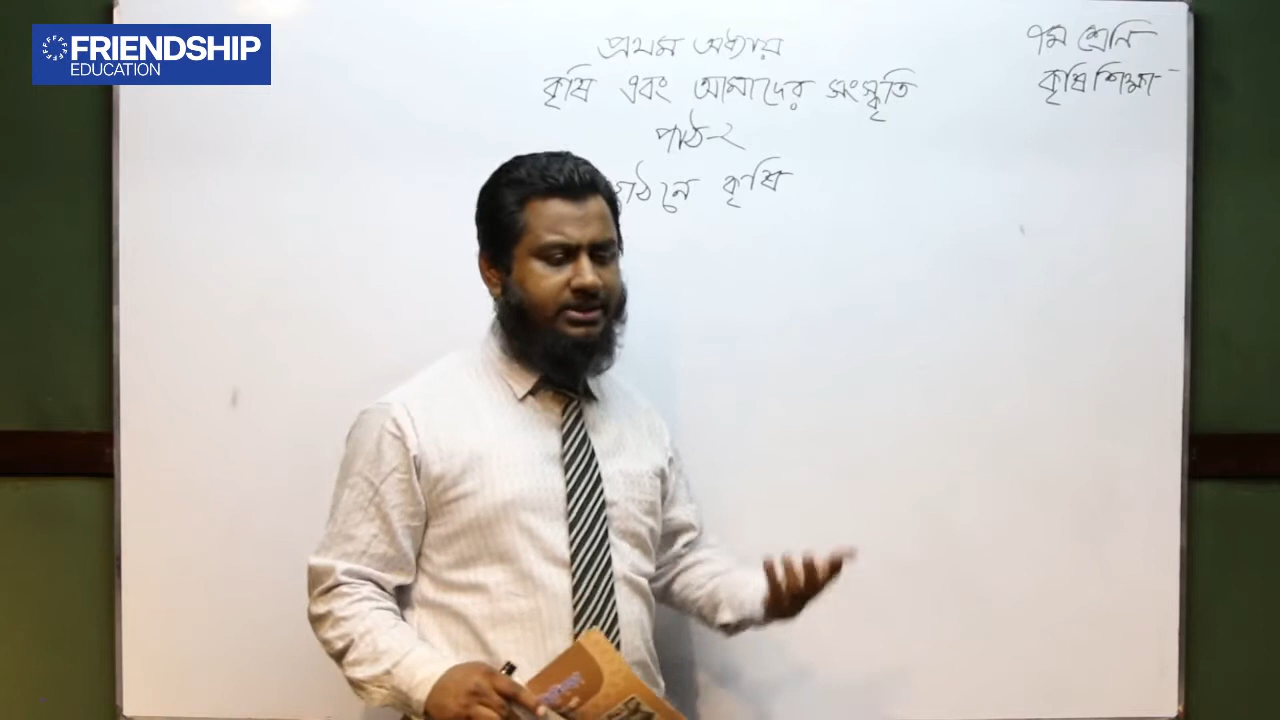 FRIENDSHIP
EDUCATION
প্রথম অধ্যায়
কৃষি এবং আমাদের সংস্কৃতি
পাঠ-২
গঠনে কৃষি
৭ম শ্রেনি
কৃষি শিক্ষা